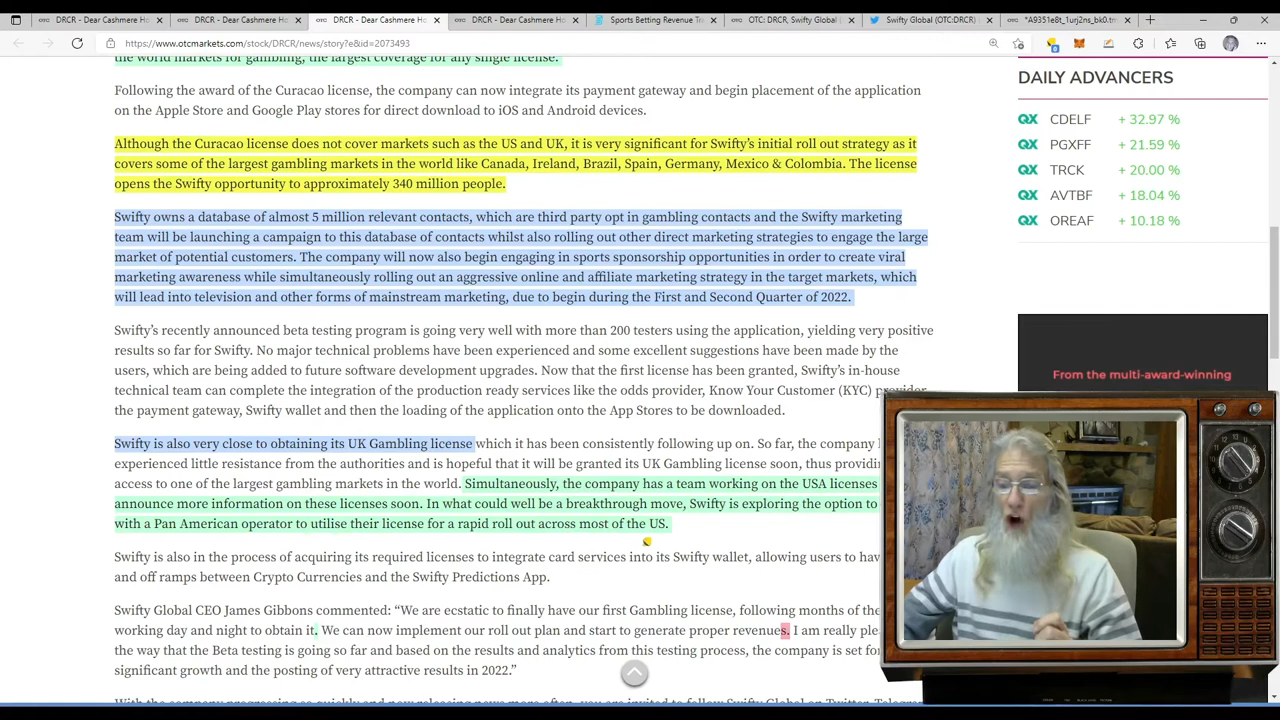 DRCR - Dear Cashmere Ho
DRCR - Dear Cashmere Ho
DRCR - Dear Cashmere Ho
DRCR - Dear Cashmere Ho
Sports Betting Revenue Tr
OTC: DRCR, Swifty Global (
Swifty Global (OTC:DRCR)
*A9351e8t_1urj2ns_bk0.tm
https://www.otcmarkets.com/stock/DRCR/news/story?e&id=2073493
the world markets for gambling, the largest coverage for any single license.
Following the award of the Curacao license, the company can now integrate its payment gateway and begin placement of the application
on the Apple Store and Google Play stores for direct download to iOS and Android devices.
Although the Curacao license does not cover markets such as the US and UK, it is very significant for Swifty's initial roll out strategy as it
covers some of the largest gambling markets in the world like Canada, Ireland, Brazil, Spain, Germany, Mexico & Colombia. The license
opens the Swifty opportunity to approximately 340 million people.
Swifty owns a database of almost 5 million relevant contacts, which are third party opt in gambling contacts and the Swifty marketing
team will be launching a campaign to this database of contacts whilst also rolling out other direct marketing strategies to engage the large
market of potential customers. The company will now also begin engaging in sports sponsorship opportunities in order to create viral
marketing awareness while simultaneously rolling out an aggressive online and affiliate marketing strategy in the target markets, which
will lead into television and other forms of mainstream marketing, due to begin during the First and Second Quarter of 2022.
Swifty's recently announced beta testing program is going very well with more than 200 testers using the application, yielding very positive
results so far for Swifty. No major technical problems have been experienced and some excellent suggestions have been made by the
users, which are being added to future software development upgrades. Now that the first license has been granted, Swifty's in-house
technical team can complete the integration of the production ready services like the odds provider, Know Your Customer (KYC) provider,
the payment gateway, Swifty wallet and then the loading of the application onto the App Stores to be downloaded.
Swifty is also very close to obtaining its UK Gambling license which it has been consistently following up on. So far, the company
experienced little resistance from the authorities and is hopeful that it will be granted its UK Gambling license soon, thus
access to one of the largest gambling markets in the world. Simultaneously, the company has a team working on the USA licenses
announce more information on these licenses soon. In what could well be a breakthrough move, Swifty is exploring the option to
with a Pan American operator to utilise their license for a rapid roll out across most of the US.
Swifty is also in the process of acquiring its required licenses to integrate card services into its Swifty wallet, allowing users to
and off ramps between Crypto Currencies and the Swifty Predictions App.
Swifty Global CEO James Gibbons commented: "We are ecstatic to finally have our first Gambling license, following months of the
working day and night to obtain it. We can now implement our roll out and start to generate proper revenues. I
the way that the Beta testing is going so far and based on the results and analytics from this testing process, the company is set for
significant growth and the posting of very attractive results in 2022."
DAILY ADVANCERS
QX CDELF + 32.97 %
QX PGXFF + 21.59 %
QX TRCK + 20.00 %
QX AVTBF + 18.04 %
QX OREAF + 10.18 %
From the multi-award-winning